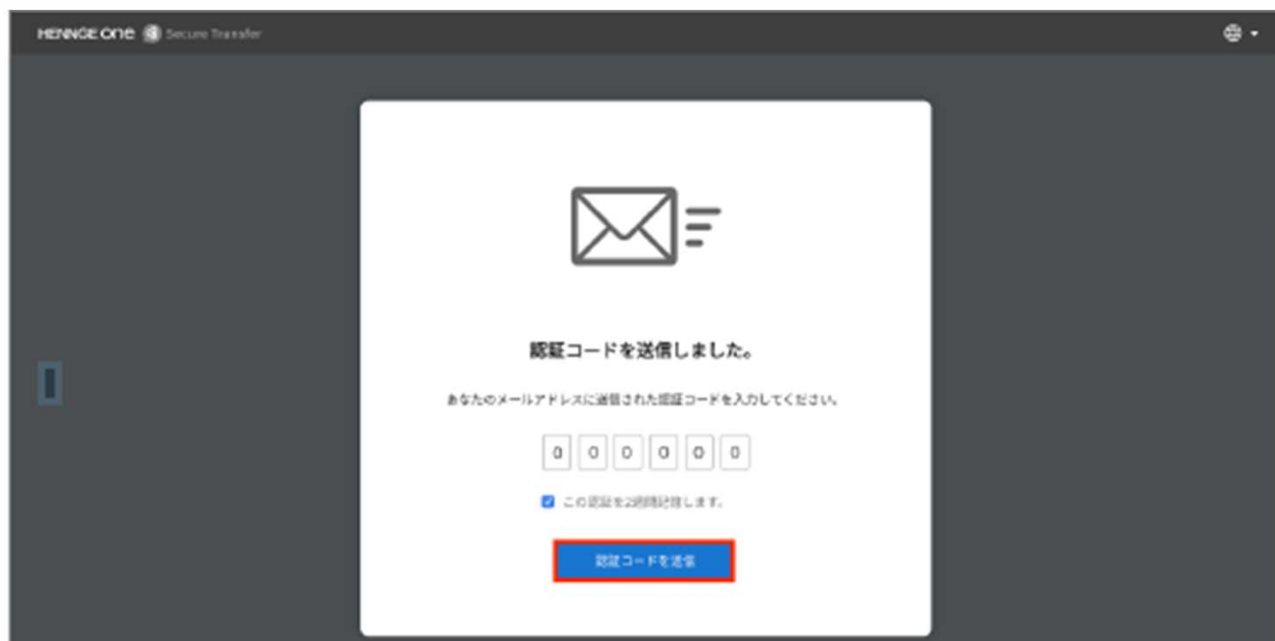 HENNGE one Secure Transfer
認証コードを送信しました。
あなたのメールアドレスに送信された認証コードを入力してください。
0 0 0 0 0 0
この認証を2週間記憶します。
認証コードを送信